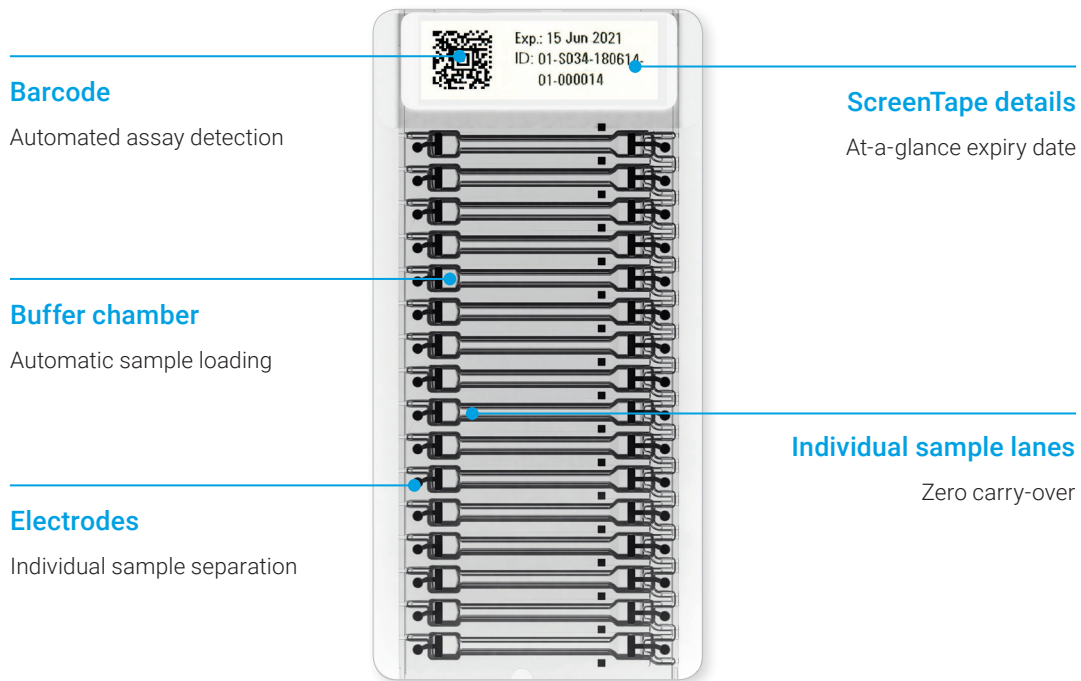 Exp.: 15 Jun 2021
ID: 01-S034-180614-
01-000014
Barcode
Automated assay detection
ScreenTape details
At-a-glance expiry date
Buffer chamber
Automatic sample loading
Individual sample lanes
Zero carry-over
Electrodes
Individual sample separation